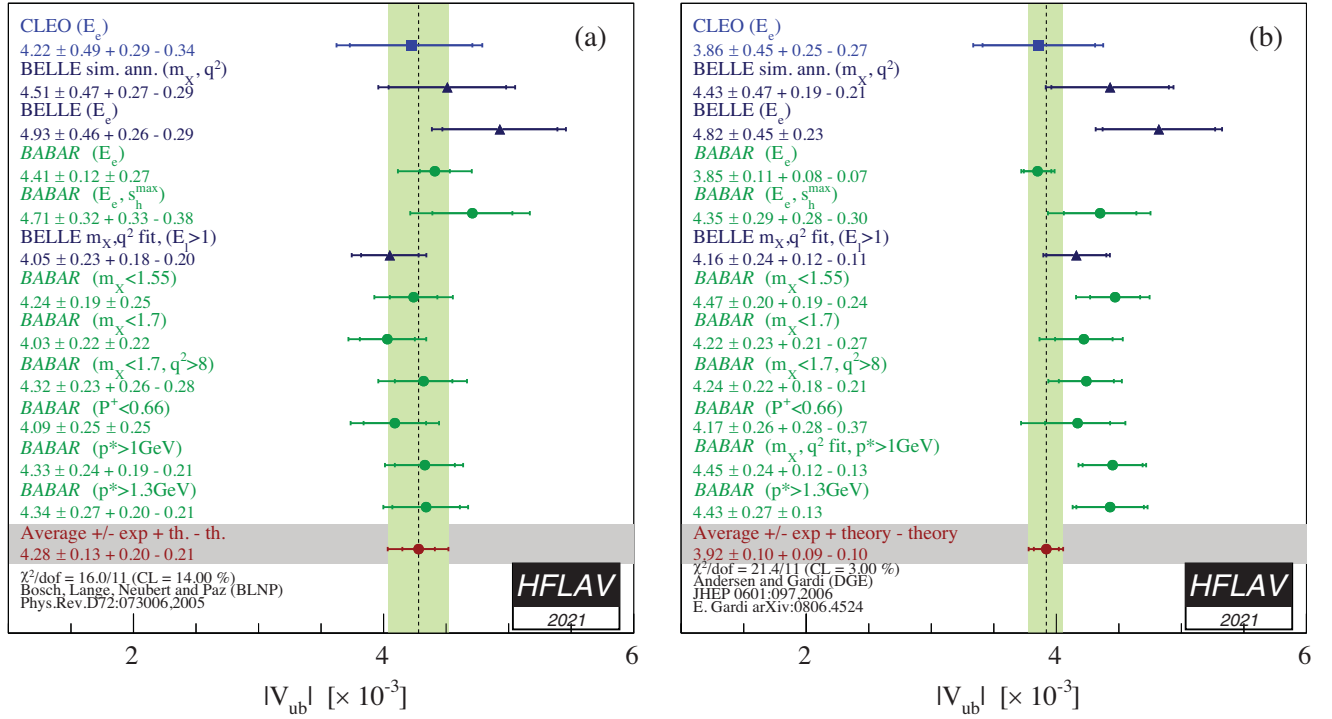 (a)
CLEO (E_e)
4.22 ± 0.49 + 0.29 - 0.34
BELLE sim. ann. (m_X, q²)
4.51 ± 0.47 + 0.27 - 0.29
BELLE (E_e)
4.93 ± 0.46 + 0.26 - 0.29
BABAR (E_e)
4.41 ± 0.12 ± 0.27
BABAR (E_e, s_h^max)
4.71 ± 0.32 + 0.33 - 0.38
BELLE m_X,q² fit, (E_l>1)
4.05 ± 0.23 + 0.18 - 0.20
BABAR (m_X<1.55)
4.24 ± 0.19 ± 0.25
BABAR (m_X<1.7)
4.03 ± 0.22 ± 0.22
BABAR (m_X<1.7, q²>8)
4.32 ± 0.23 + 0.26 - 0.28
BABAR (P⁺<0.66)
4.09 ± 0.25 ± 0.25
BABAR (p*>1GeV)
4.33 ± 0.24 + 0.19 - 0.21
BABAR (p*>1.3GeV)
4.34 ± 0.27 + 0.20 - 0.21
Average +/- exp + th. - th.
4.28 ± 0.13 + 0.20 - 0.21
χ²/dof = 16.0/11 (CL = 14.00 %)
Bosch, Lange, Neubert and Paz (BLNP)
Phys.Rev.D72:073006,2005
HFLAV
2021
2 4 6
|V_ub| [× 10⁻³]
(b)
CLEO (E_e)
3.86 ± 0.45 + 0.25 - 0.27
BELLE sim. ann. (m_X, q²)
4.43 ± 0.47 + 0.19 - 0.21
BELLE (E_e)
4.82 ± 0.45 ± 0.23
BABAR (E_e)
3.85 ± 0.11 + 0.08 - 0.07
BABAR (E_e, s_h^max)
4.35 ± 0.29 + 0.28 - 0.30
BELLE m_X,q² fit, (E_l>1)
4.16 ± 0.24 + 0.12 - 0.11
BABAR (m_X<1.55)
4.47 ± 0.20 + 0.19 - 0.24
BABAR (m_X<1.7)
4.22 ± 0.23 + 0.21 - 0.27
BABAR (m_X<1.7, q²>8)
4.24 ± 0.22 + 0.18 - 0.21
BABAR (P⁺<0.66)
4.17 ± 0.26 + 0.28 - 0.37
BABAR (m_X, q² fit, p*>1GeV)
4.45 ± 0.24 + 0.12 - 0.13
BABAR (p*>1.3GeV)
4.43 ± 0.27 ± 0.13
Average +/- exp + theory - theory
3.92 ± 0.10 + 0.09 - 0.10
χ²/dof = 21.4/11 (CL = 3.00 %)
Andersen and Gardi (DGE)
JHEP 0601:097,2006
E. Gardi arXiv:0806.4524
HFLAV
2021
2 4 6
|V_ub| [× 10⁻³]